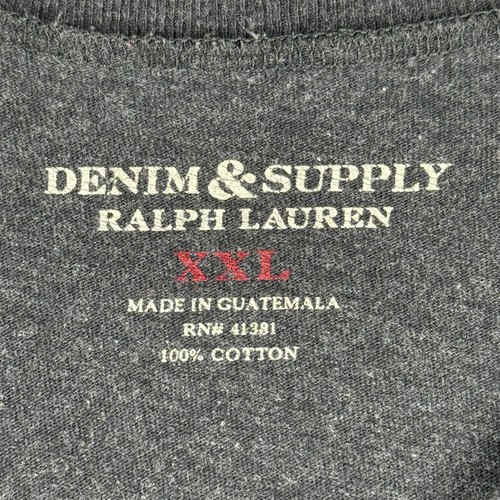 DENIM & SUPPLY
RALPH LAUREN
XXL
MADE IN GUATEMALA
RN# 41381
100% COTTON